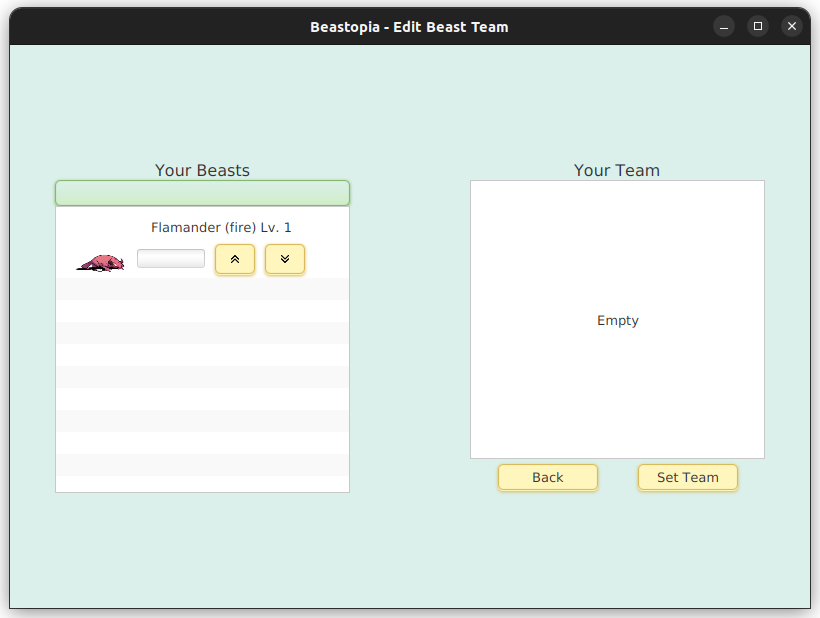 Beastopia - Edit Beast Team
Your Beasts
Your Team
Flamander (fire) Lv. 1
Empty
Back
Set Team